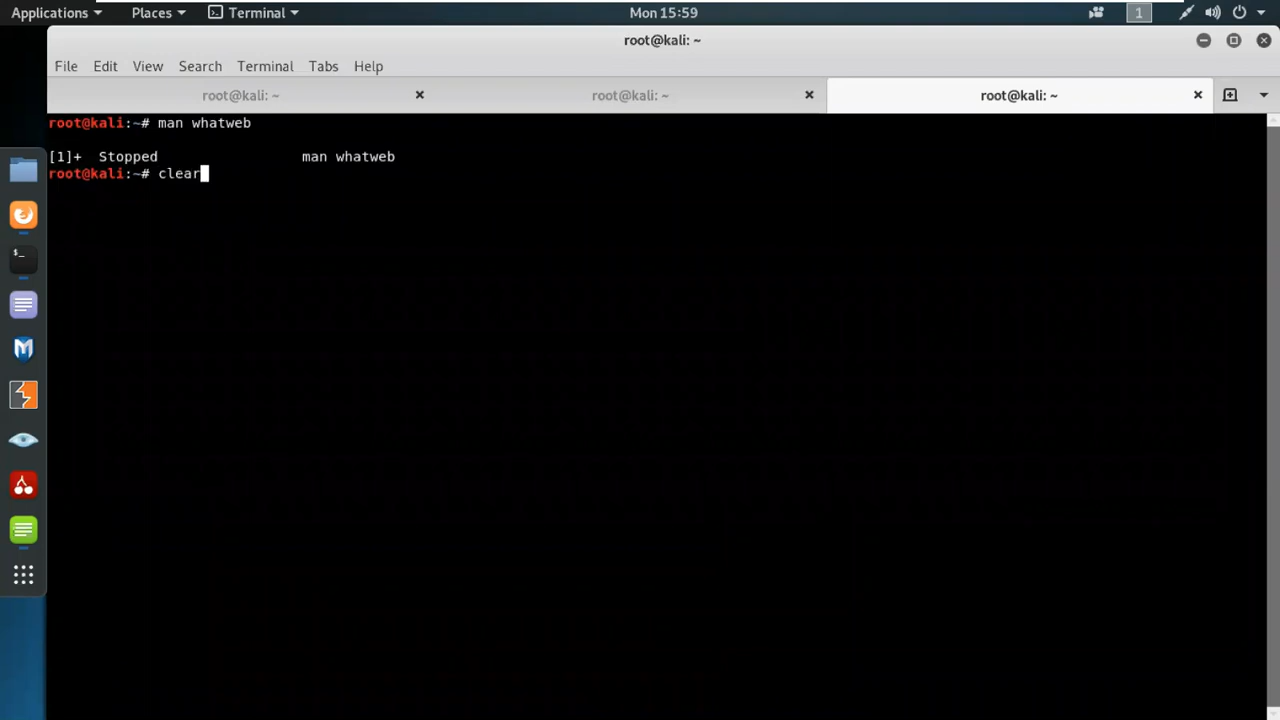 Applications Places Terminal Mon 15:59 1
root@kali: ~
File Edit View Search Terminal Tabs Help
root@kali: ~ root@kali: ~ root@kali: ~
root@kali:~# man whatweb
[1]+ Stopped man whatweb
root@kali:~# clear
$_